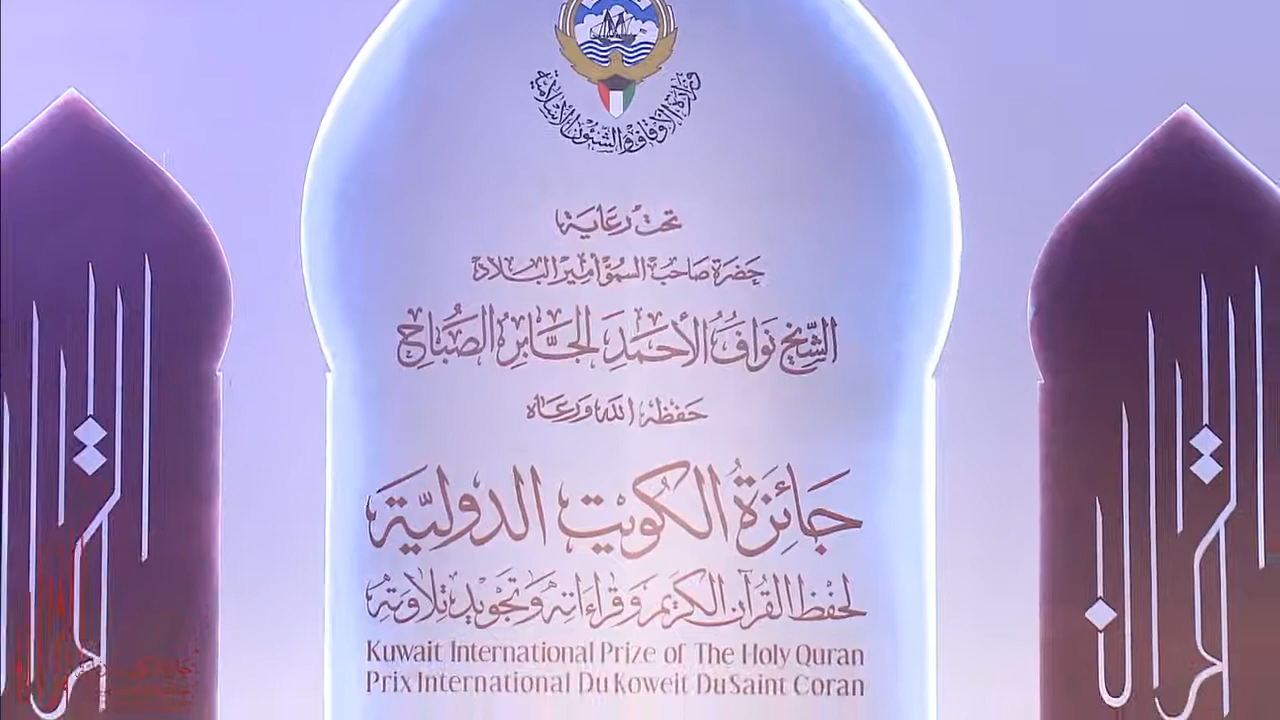 وزارة الأوقاف والشئون الإسلامية
تحت رعاية
حضرة صاحب السمو أمير البلاد
الشيخ نواف الأحمد الجابر الصباح
حفظه الله ورعاه
جائزة الكويت الدولية
لحفظ القرآن الكريم وقراءاته وتجويد تلاوته
Kuwait International Prize of The Holy Quran
Prix International Du Koweit Du Saint Coran